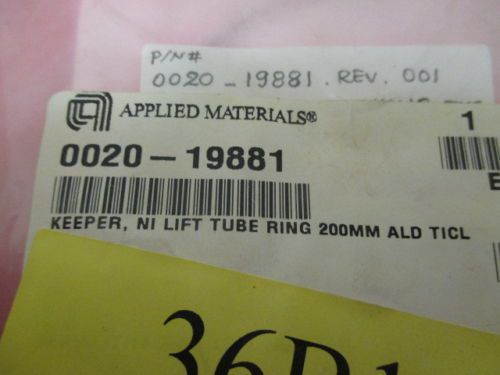 P/N#
0020-19881. REV. 001
APPLIED MATERIALS®
1
0020-19881
KEEPER, NI LIFT TUBE RING 200MM ALD TICL